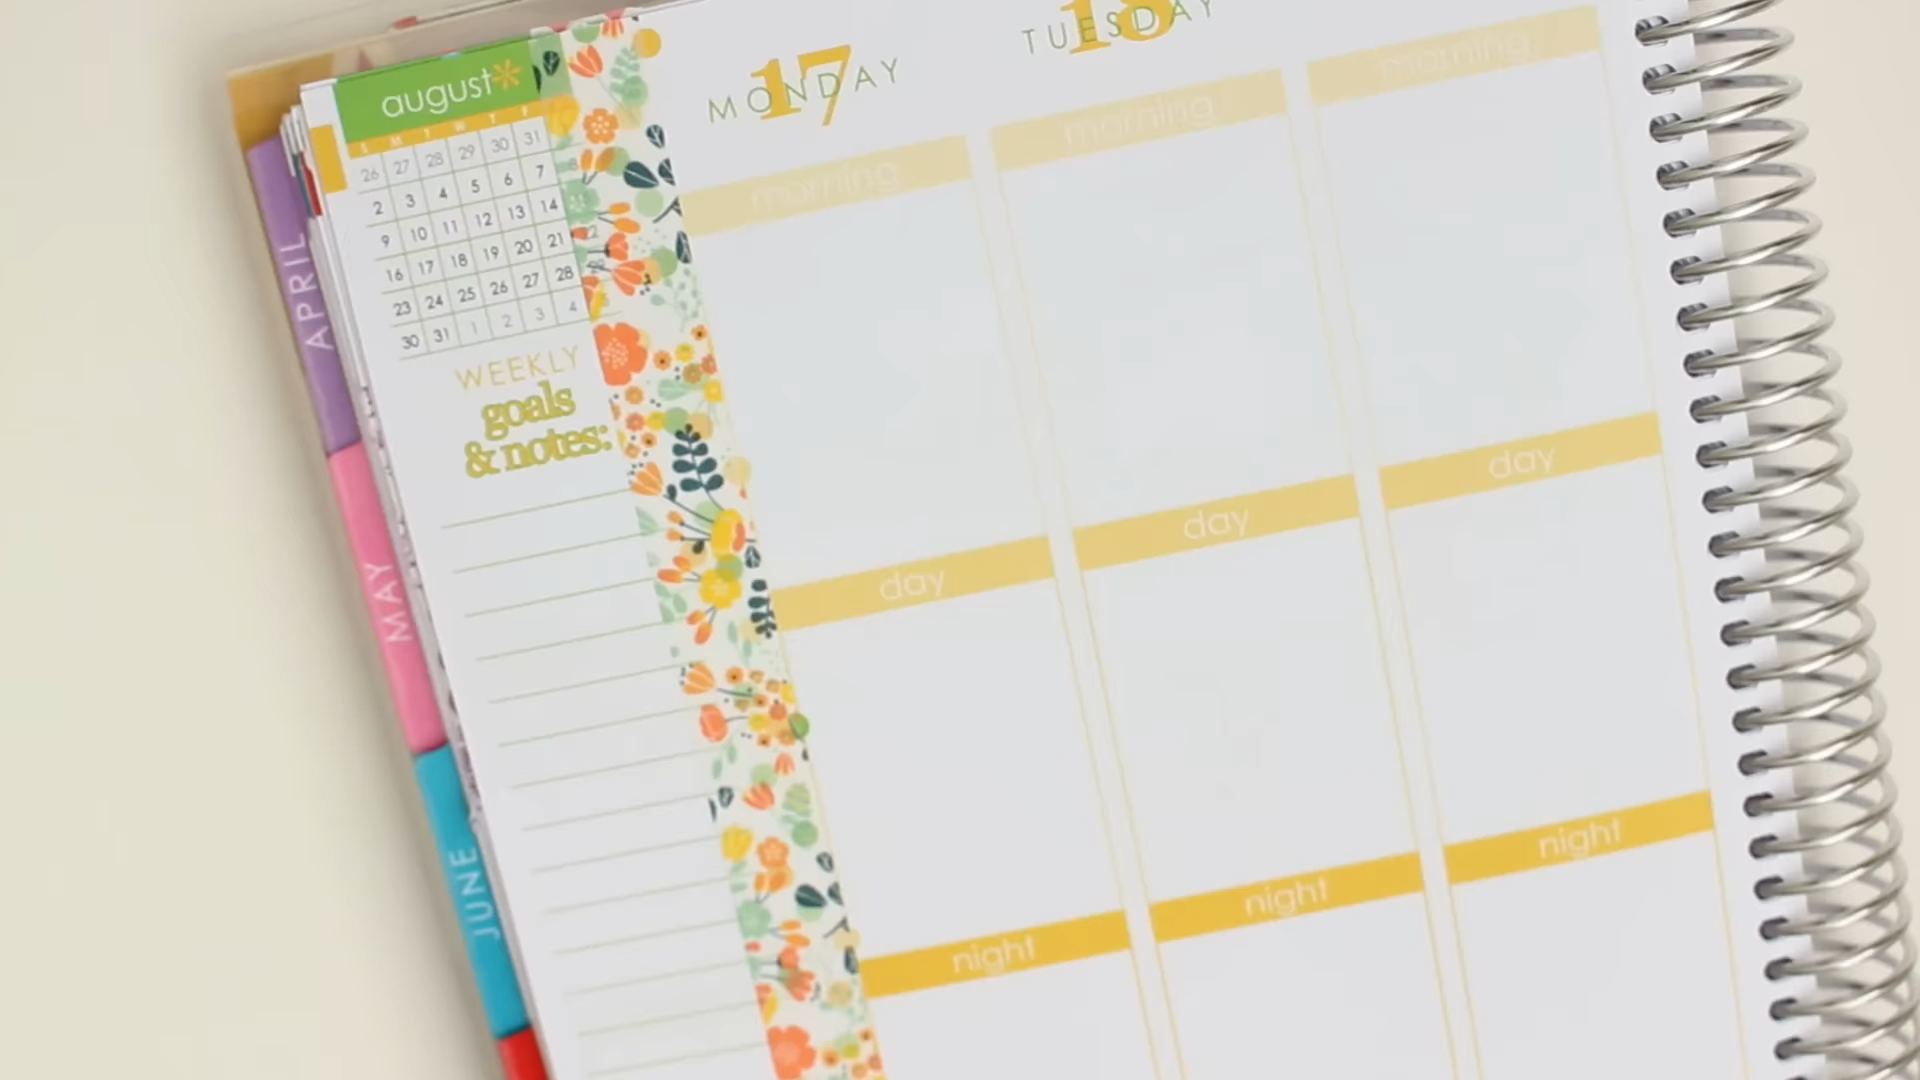 august
S M T W T F
26 27 28 29 30 31
2 3 4 5 6 7
9 10 11 12 13 14
16 17 18 19 20 21 22
23 24 25 26 27 28 29
30 31 1 2 3 4
WEEKLY
goals
& notes:
17
MONDAY
18
TUESDAY
morning
morning
morning
day
day
day
night
night
night
APRIL
MAY
JUNE